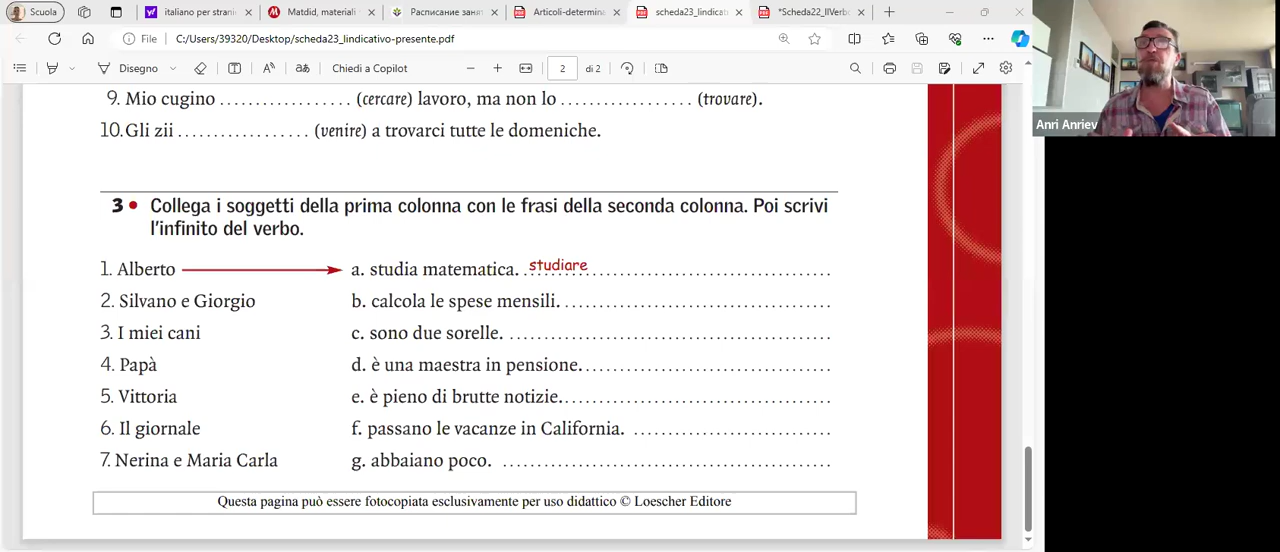 Scuola
italiano per strani
Matdid, materiali
Расписание занят
Articoli-determina
scheda23_lindicati
*Scheda22_IlVerbo
File
C:/Users/39320/Desktop/scheda23_lindicativo-presente.pdf
Disegno
Chiedi a Copilot
2 di 2
9. Mio cugino .................. (cercare) lavoro, ma non lo .................. (trovare).
10. Gli zii .................. (venire) a trovarci tutte le domeniche.
Anri Anriev
3 • Collega i soggetti della prima colonna con le frasi della seconda colonna. Poi scrivi
l'infinito del verbo.
1. Alberto a. studia matematica. studiare
2. Silvano e Giorgio b. calcola le spese mensili.
3. I miei cani c. sono due sorelle.
4. Papà d. è una maestra in pensione.
5. Vittoria e. è pieno di brutte notizie.
6. Il giornale f. passano le vacanze in California.
7. Nerina e Maria Carla g. abbaiano poco.
Questa pagina può essere fotocopiata esclusivamente per uso didattico © Loescher Editore